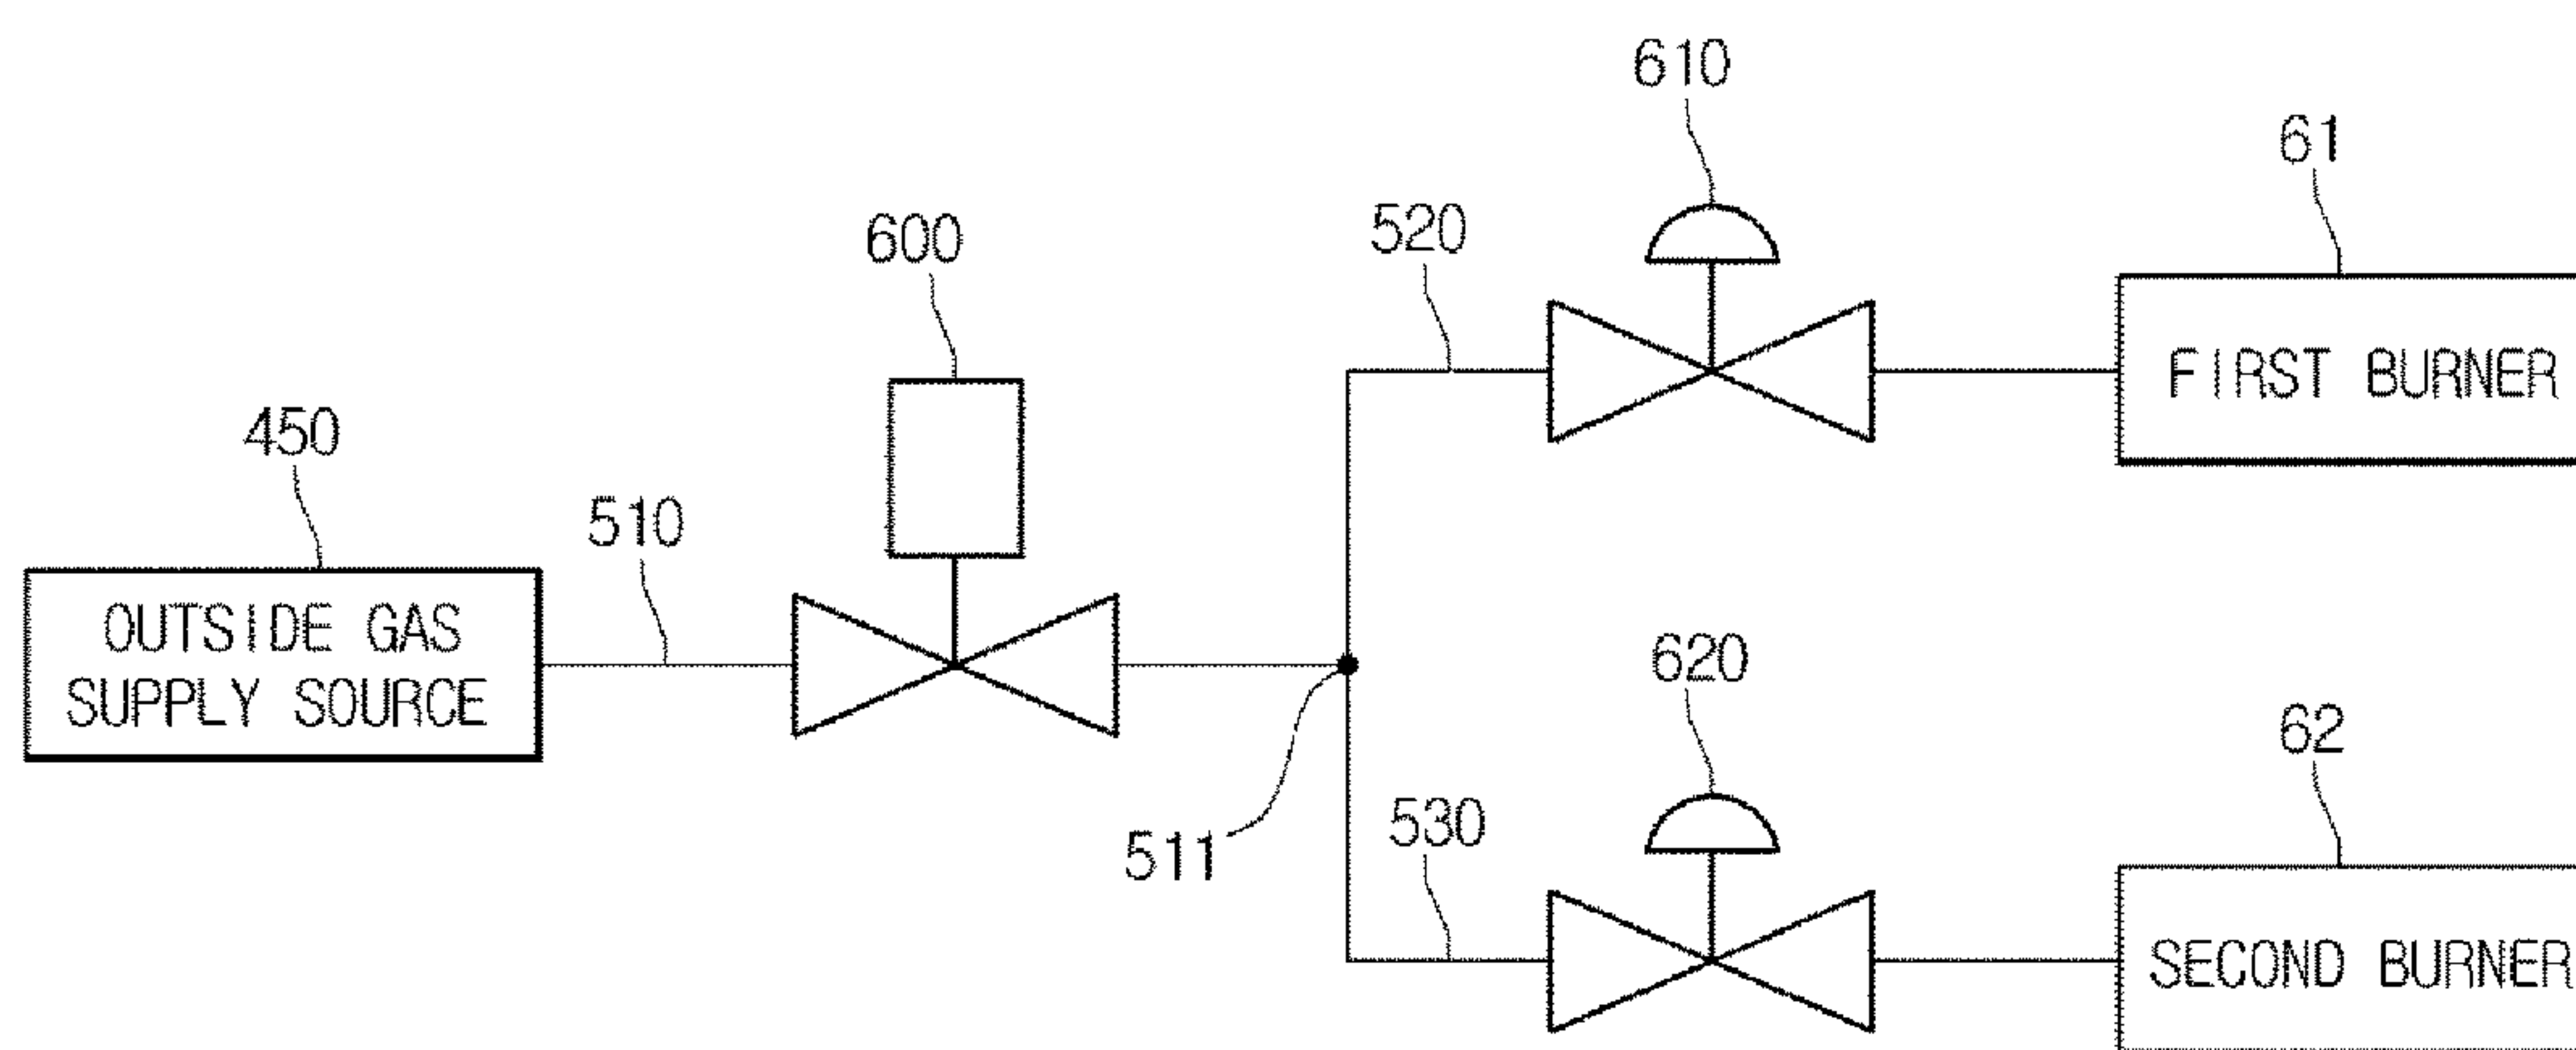 610
61
520
600
FIRST BURNER
450
510
OUTSIDE GAS
SUPPLY SOURCE
620
62
530
511
SECOND BURNER